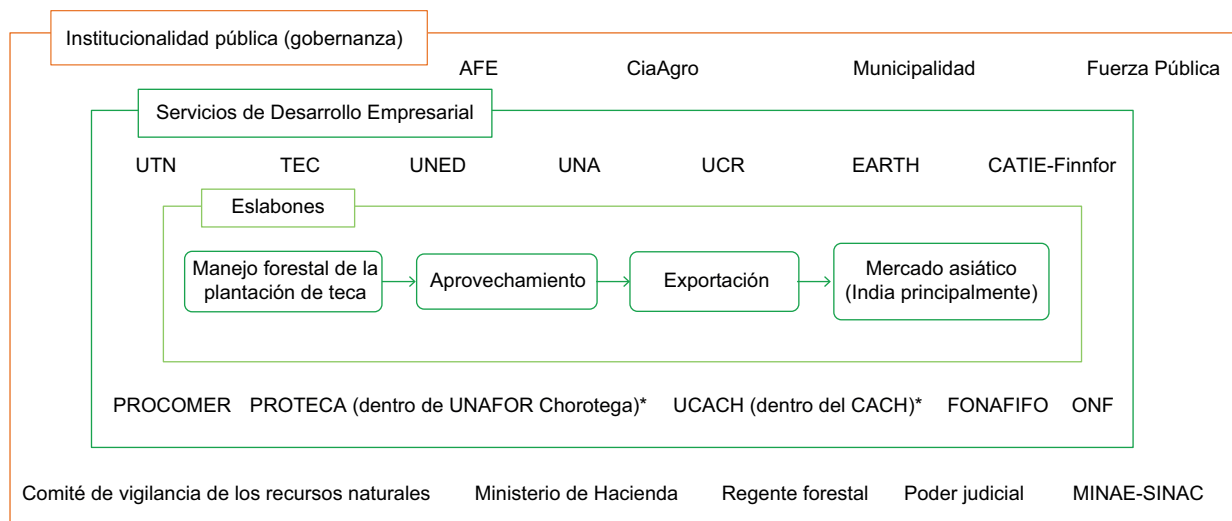 Institucionalidad pública (gobernanza)
AFE CiaAgro Municipalidad Fuerza Pública
Servicios de Desarrollo Empresarial
UTN TEC UNED UNA UCR EARTH CATIE-Finnfor
Eslabones
Manejo forestal de la
plantación de teca
Aprovechamiento
Exportación
Mercado asiático
(India principalmente)
PROCOMER PROTECA (dentro de UNAFOR Chorotega)* UCACH (dentro del CACH)* FONAFIFO ONF
Comité de vigilancia de los recursos naturales Ministerio de Hacienda Regente forestal Poder judicial MINAE-SINAC